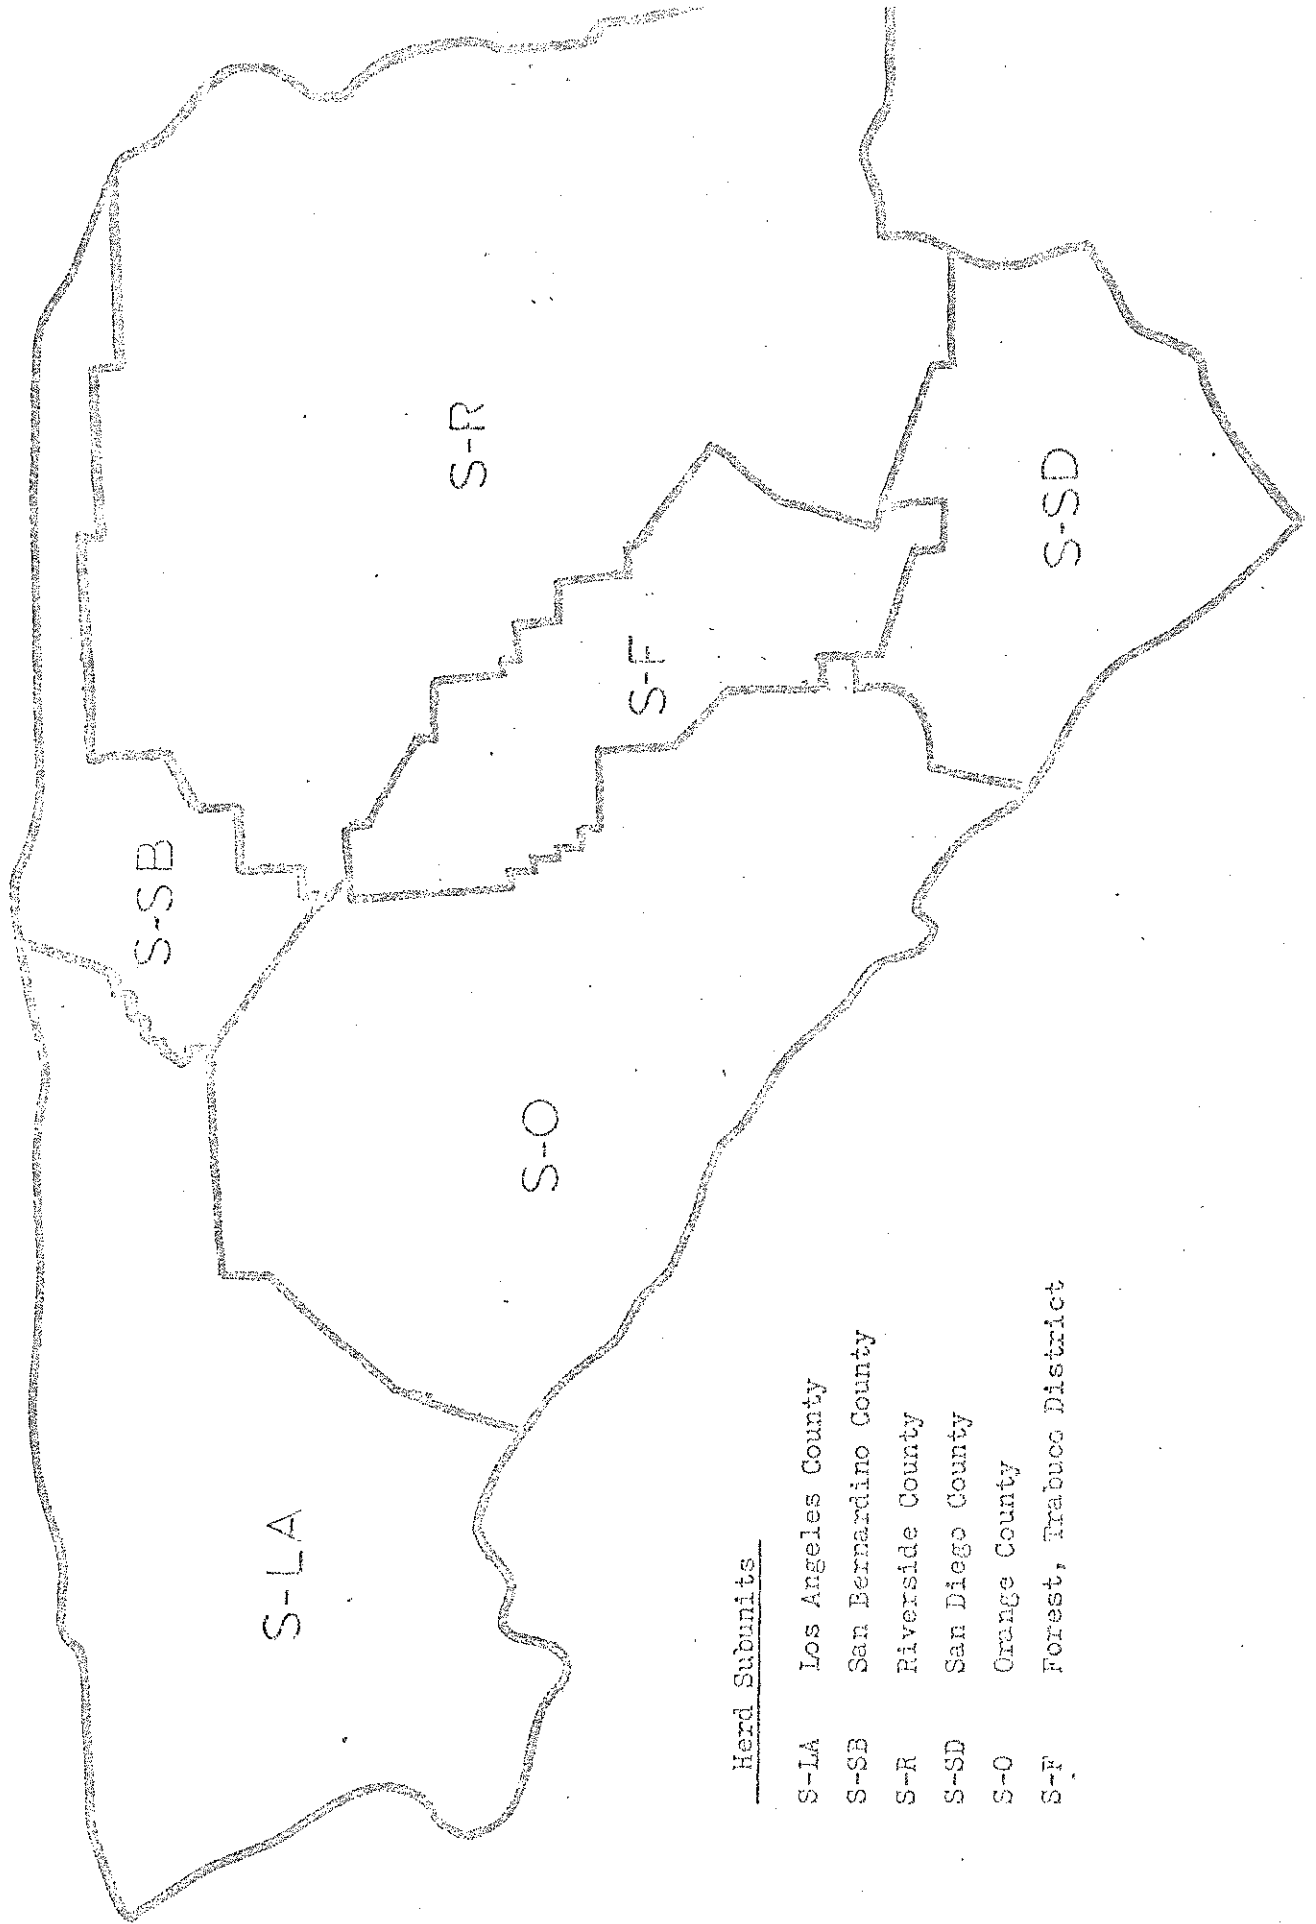 S-SB
S-R
S-LA
S-F
S-O
S-SD
Herd Subunits
S-LA Los Angeles County
S-SB San Bernardino County
S-R Riverside County
S-SD San Diego County
S-O Orange County
S-F Forest, Trabuco District